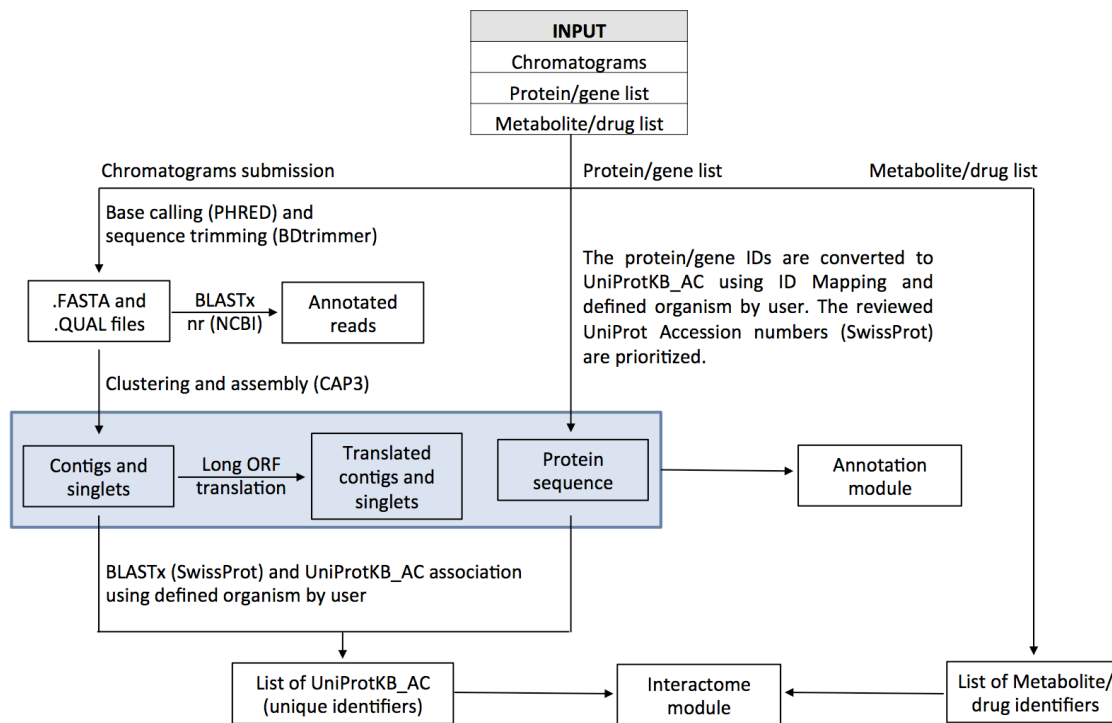 INPUT
Chromatograms
Protein/gene list
Metabolite/drug list
Chromatograms submission
Protein/gene list
Metabolite/drug list
Base calling (PHRED) and
sequence trimming (BDtrimmer)
The protein/gene IDs are converted to
UniProtKB_AC using ID Mapping and
defined organism by user. The reviewed
UniProt Accession numbers (SwissProt)
are prioritized.
.FASTA and
.QUAL files
BLASTx
nr (NCBI)
Annotated
reads
Clustering and assembly (CAP3)
Contigs and
singlets
Long ORF
translation
Translated
contigs and
singlets
Protein
sequence
Annotation
module
BLASTx (SwissProt) and UniProtKB_AC association
using defined organism by user
List of UniProtKB_AC
(unique identifiers)
Interactome
module
List of Metabolite/
drug identifiers